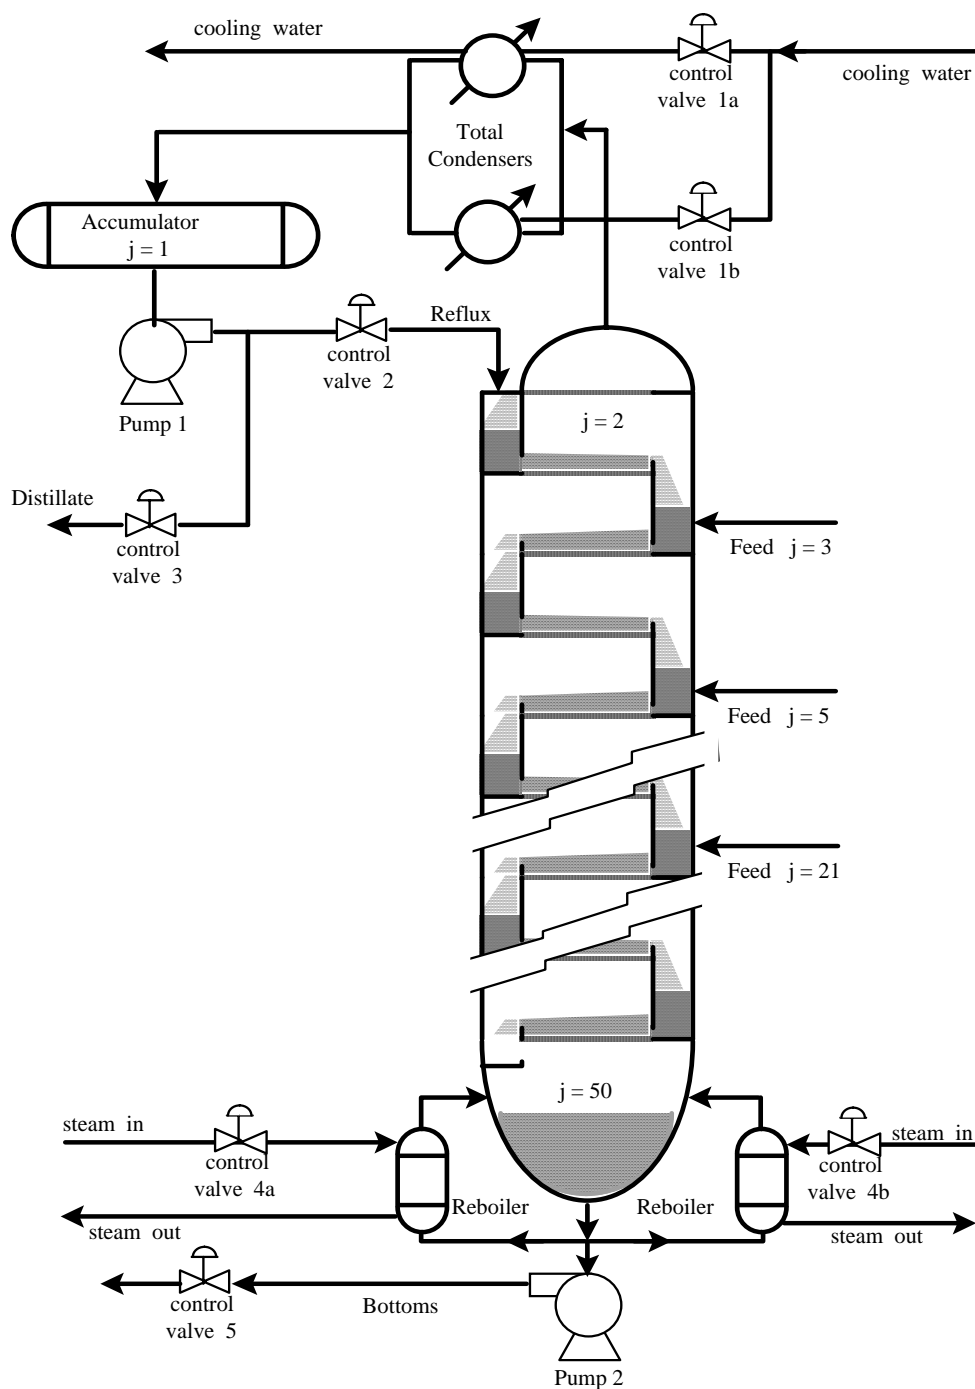 cooling water
control
valve 1a
cooling water
Total
Condensers
Accumulator
j = 1
control
valve 1b
Reflux
control
valve 2
Pump 1
j = 2
Distillate
control
valve 3
Feed j = 3
Feed j = 5
Feed j = 21
j = 50
steam in
control
valve 4a
steam in
control
valve 4b
Reboiler
Reboiler
steam out
steam out
control
valve 5
Bottoms
Pump 2